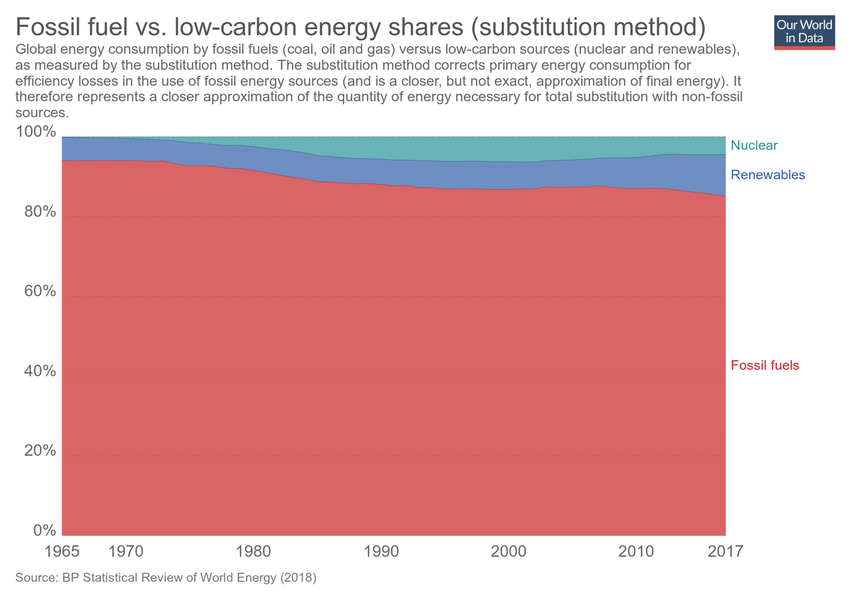 Fossil fuel vs. low-carbon energy shares (substitution method)
Our World
in Data
Global energy consumption by fossil fuels (coal, oil and gas) versus low-carbon sources (nuclear and renewables),
as measured by the substitution method. The substitution method corrects primary energy consumption for
efficiency losses in the use of fossil energy sources (and is a closer, but not exact, approximation of final energy). It
therefore represents a closer approximation of the quantity of energy necessary for total substitution with non-fossil
sources.
100%
Nuclear
Renewables
80%
60%
Fossil fuels
40%
20%
0%
1965 1970 1980 1990 2000 2010 2017
Source: BP Statistical Review of World Energy (2018)